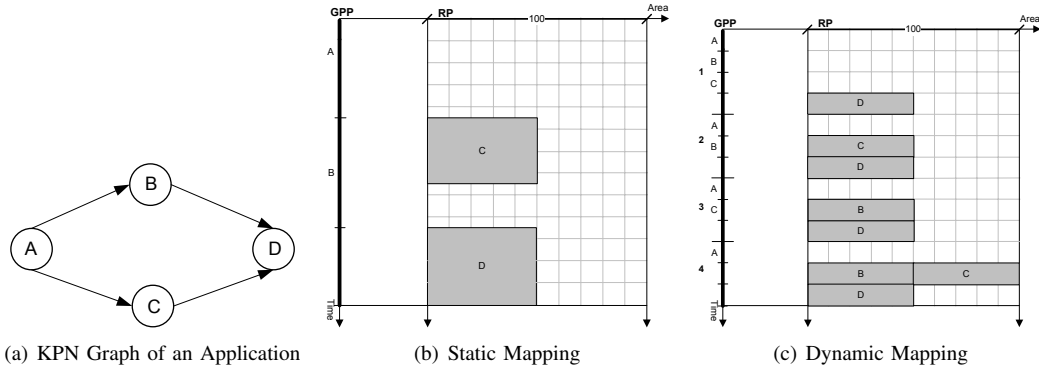 A
B
C
D
(a) KPN Graph of an Application
GPP
RP
100
Area
A
B
C
D
Time
(b) Static Mapping
GPP
RP
100
Area
1
A
B
C
D
2
A
B
C
D
3
A
C
B
D
4
A
B
C
D
Time
(c) Dynamic Mapping